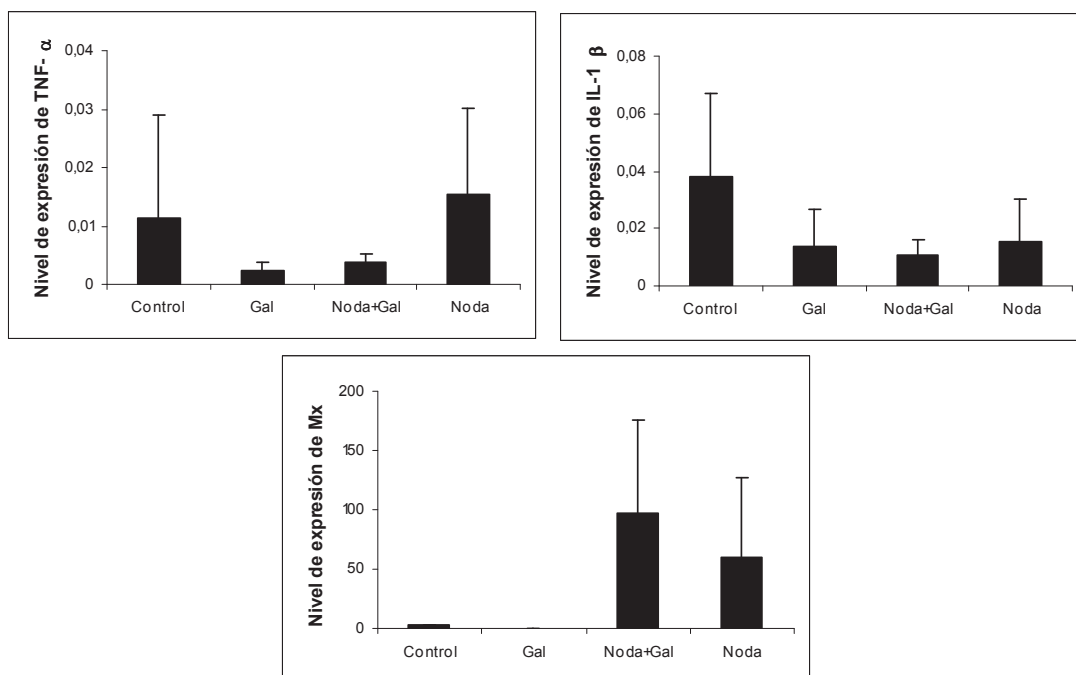 Nivel de expresión de TNF- α
0,04
0,03
0,02
0,01
0
Control Gal Noda+Gal Noda
Nivel de expresión de IL-1 β
0,08
0,06
0,04
0,02
0
Control Gal Noda+Gal Noda
Nivel de expresión de Mx
200
150
100
50
0
Control Gal Noda+Gal Noda